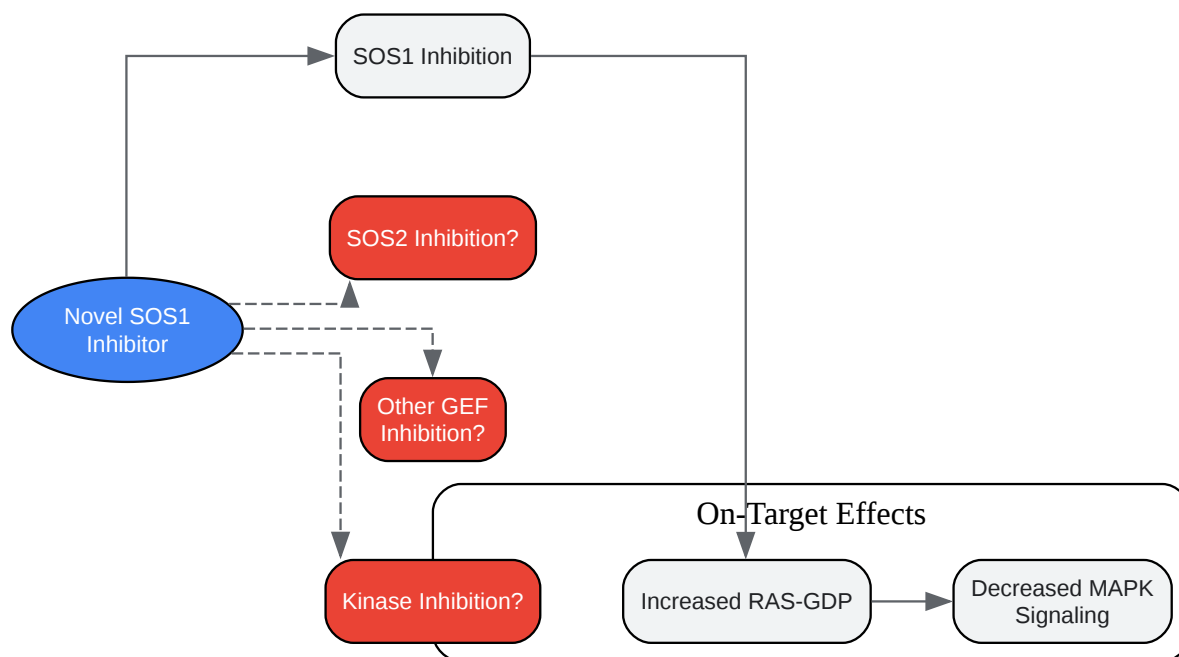 SOS1 Inhibition
SOS2 Inhibition?
Novel SOS1
Inhibitor
Other GEF
Inhibition?
On-Target Effects
Kinase Inhibition?
Increased RAS-GDP
Decreased MAPK
Signaling